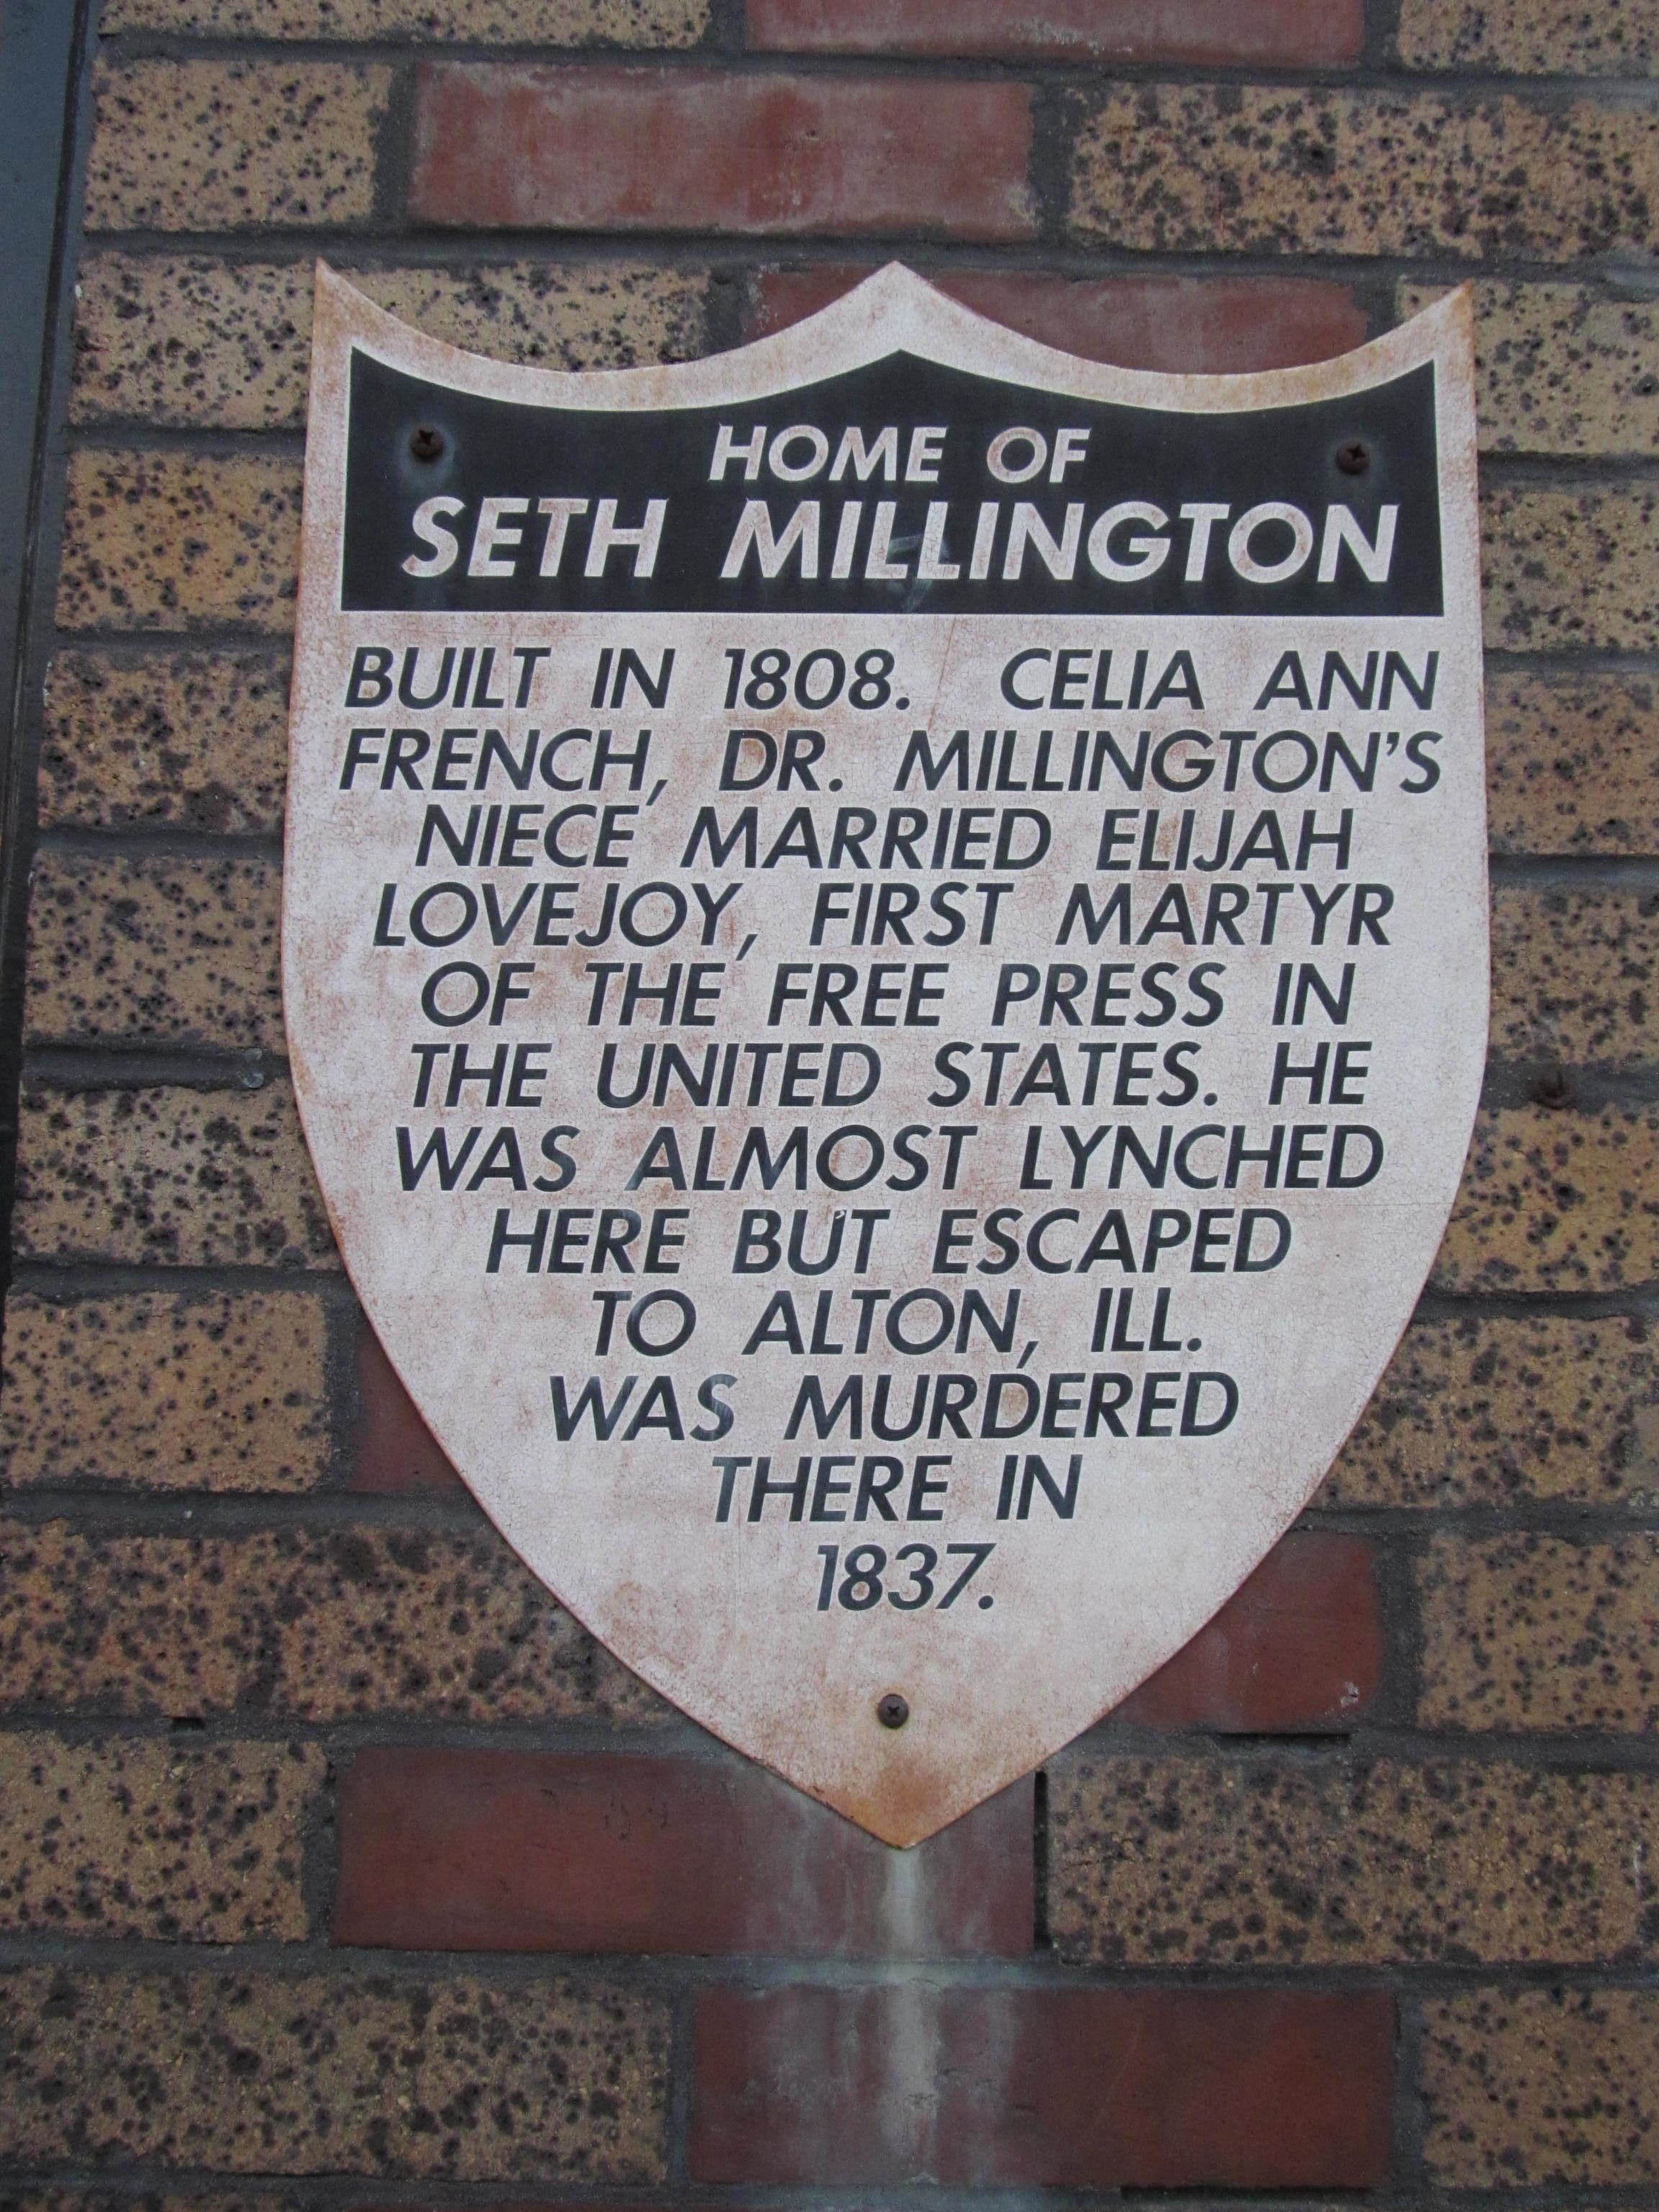 HOME OF
SETH MILLINGTON
BUILT IN 1808. CELIA ANN
FRENCH, DR. MILLINGTON'S
NIECE MARRIED ELIJAH
LOVEJOY, FIRST MARTYR
OF THE FREE PRESS IN
THE UNITED STATES. HE
WAS ALMOST LYNCHED
HERE BUT ESCAPED
TO ALTON, ILL.
WAS MURDERED
THERE IN
1837.